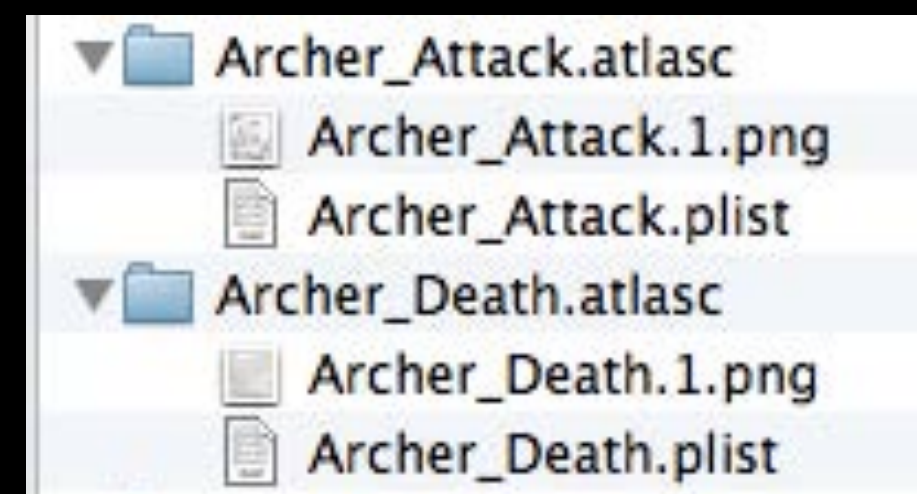 Archer_Attack.atlasc
Archer_Attack.1.png
Archer_Attack.plist
Archer_Death.atlasc
Archer_Death.1.png
Archer_Death.plist